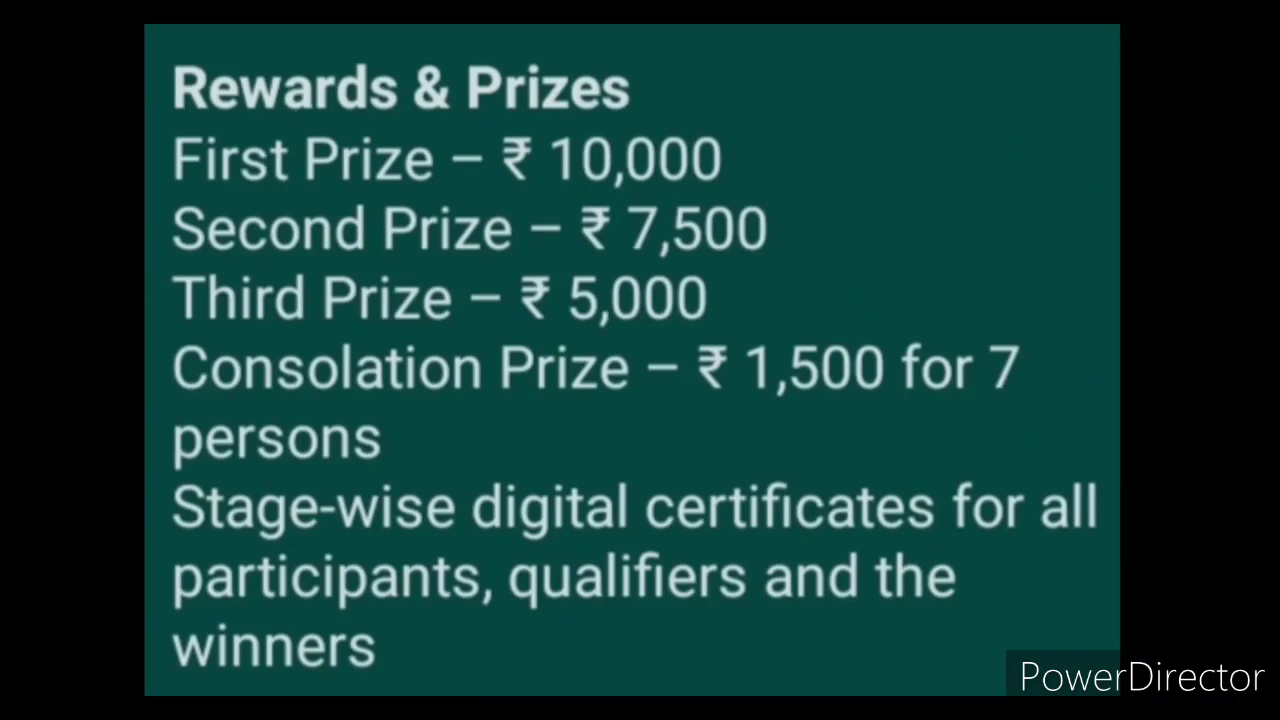 Rewards & Prizes
First Prize – ₹ 10,000
Second Prize – ₹ 7,500
Third Prize – ₹ 5,000
Consolation Prize – ₹ 1,500 for 7
persons
Stage-wise digital certificates for all
participants, qualifiers and the
winners
PowerDirector